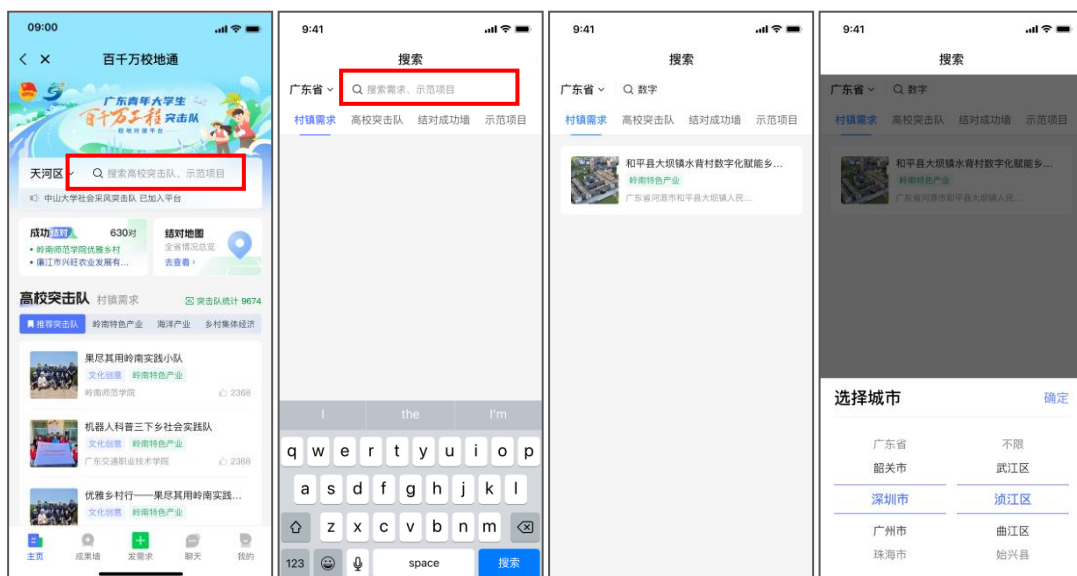 09:00
百千万校地通
广东青年大学生
百千万工程突击队
校地对接平台
天河区
搜索高校突击队、示范项目
中山大学社会采风突击队 已加入平台
成功结对 630对
• 岭南师范学院优雅乡村
• 廉江市兴旺农业发展有...
结对地图
全省情况总览
去查看
高校突击队 村镇需求 突击队统计 9674
推荐突击队 岭南特色产业 海洋产业 乡村集体经济
果尽其用岭南实践小队
文化创意 岭南特色产业
岭南师范学院 2368
机器人科普三下乡社会实践队
文化创意 岭南特色产业
广东交通职业技术学院 2368
优雅乡村行——果尽其用岭南实践...
文化创意 岭南特色产业
主页 成果墙 发需求 聊天 我的
9:41
搜索
广东省
搜索需求、示范项目
村镇需求 高校突击队 结对成功墙 示范项目
I the I'm
q w e r t y u i o p
a s d f g h j k l
z x c v b n m
123 space 搜索
9:41
搜索
广东省 数字
村镇需求 高校突击队 结对成功墙 示范项目
和平县大坝镇水背村数字化赋能乡...
岭南特色产业
广东省河源市和平县大坝镇人民...
9:41
搜索
广东省 数字
村镇需求 高校突击队 结对成功墙 示范项目
和平县大坝镇水背村数字化赋能乡...
岭南特色产业
广东省河源市和平县大坝镇人民...
选择城市 确定
广东省 不限
韶关市 武江区
深圳市 浈江区
广州市 曲江区
珠海市 始兴县